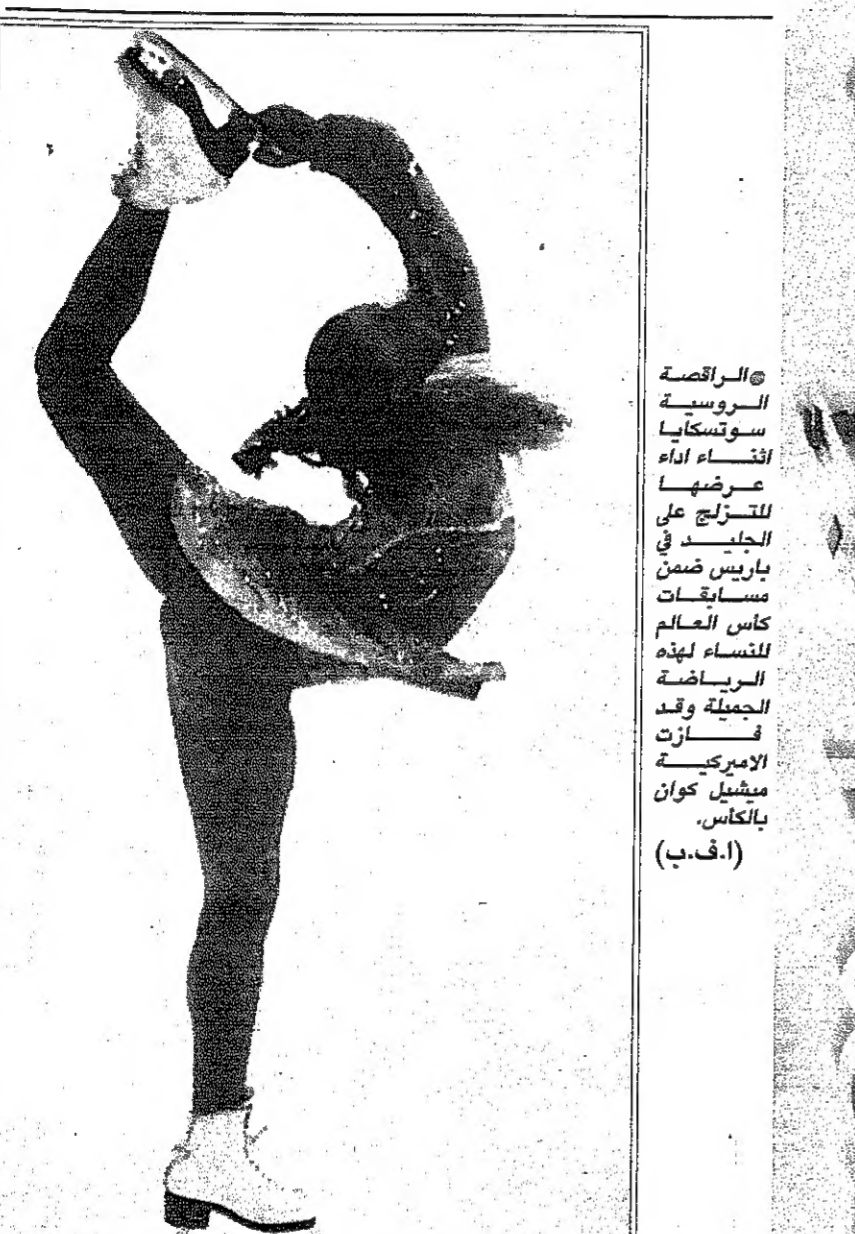 ●الراقصة
الروسية
سوتسكايا
اثناء اداء
عرضها
للتزلج على
الجليد في
باريس ضمن
مسابقات
كأس العالم
للنساء لهذه
الرياضة
الجميلة وقد
فازت
الاميركية
ميشيل كوان
بالكأس.
(ا.ف.ب)